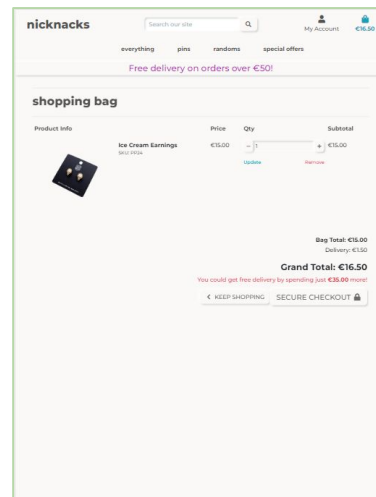 nicknacks
Search our site
My Account
€16.50
everything pins randoms special offers
Free delivery on orders over €50!
shopping bag
Product Info Price Qty Subtotal
Ice Cream Earnings €15.00 − 1 + €15.00
SKU:
Update Remove
Bag Total: €15.00
Delivery: €1.50
Grand Total: €16.50
You could get free delivery by spending just €35.00 more!
KEEP SHOPPING SECURE CHECKOUT